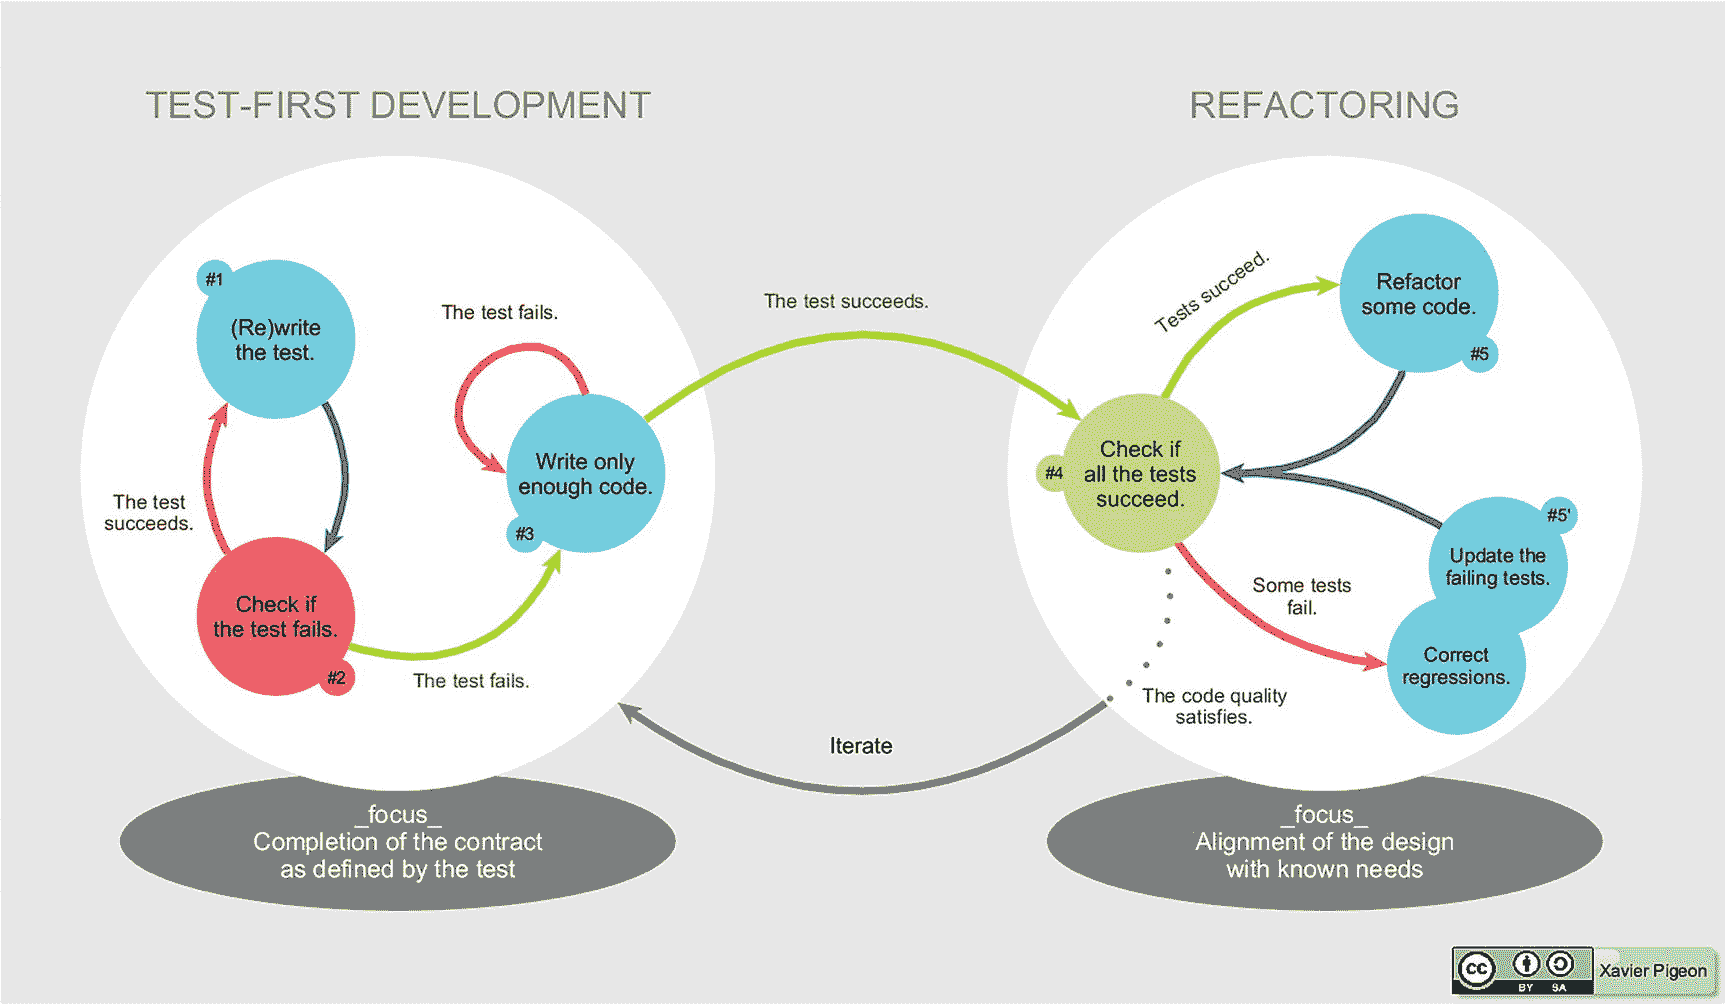 TEST-FIRST DEVELOPMENT
#1
(Re)write
the test.
The test
succeeds.
Check if
the test fails.
#2
The test fails.
The test fails.
Write only
enough code.
#3
The test succeeds.
Iterate
_focus_
Completion of the contract
as defined by the test
REFACTORING
#4
Check if
all the tests
succeed.
Tests succeed.
Refactor
some code.
#5
Some tests
fail.
#5'
Update the
failing tests.
Correct
regressions.
The code quality
satisfies.
_focus_
Alignment of the design
with known needs
cc
BY SA
Xavier Pigeon